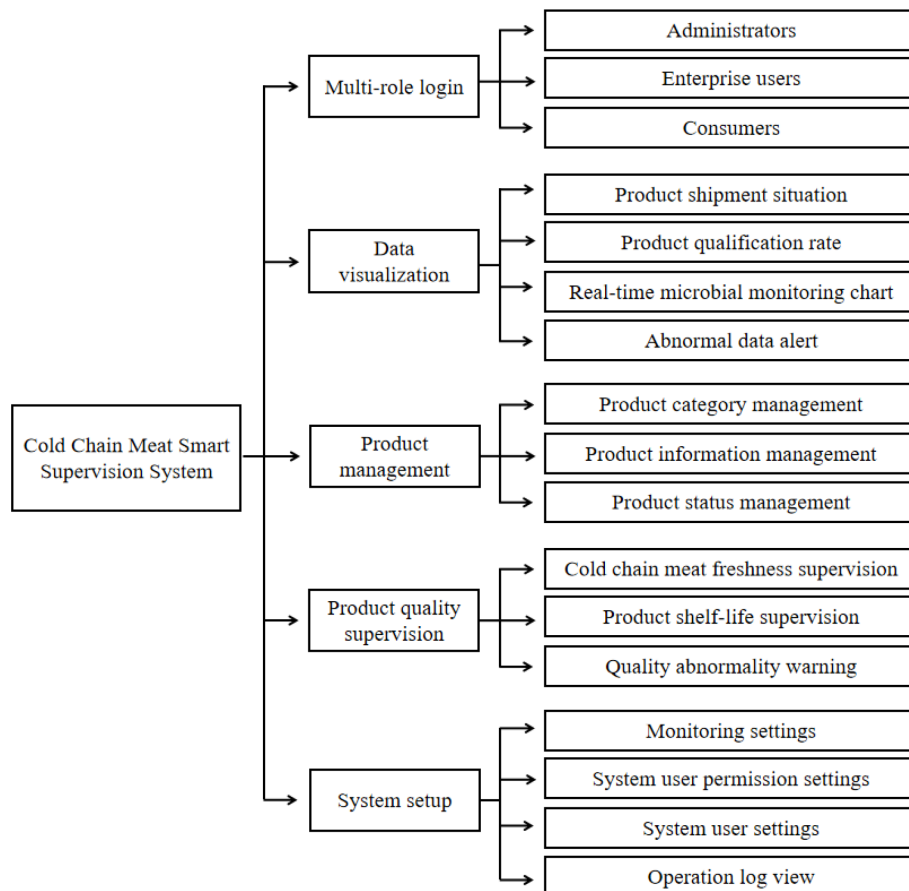 Administrators
Multi-role login
Enterprise users
Consumers
Product shipment situation
Data
visualization
Product qualification rate
Real-time microbial monitoring chart
Abnormal data alert
Cold Chain Meat Smart
Supervision System
Product category management
Product
management
Product information management
Product status management
Cold chain meat freshness supervision
Product quality
supervision
Product shelf-life supervision
Quality abnormality warning
Monitoring settings
System user permission settings
System setup
System user settings
Operation log view